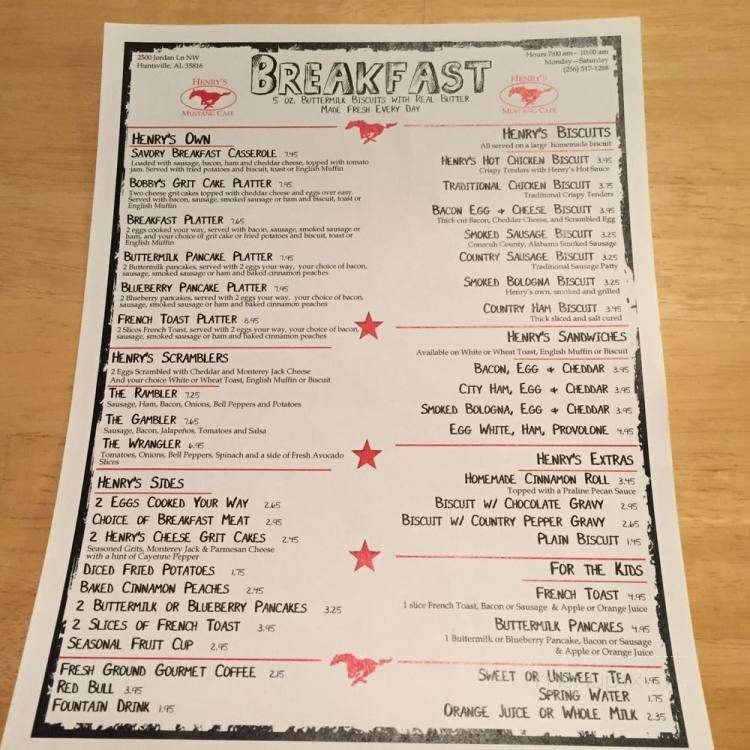 2500 Jordan Ln NW
Huntsville, AL 35816
HENRY'S
MUSTANG CAFE
BREAKFAST
5 OZ. BUTTERMILK BISCUITS WITH REAL BUTTER
MADE FRESH EVERY DAY
Hours 7:00 am – 10:00 am
Monday – Saturday
(256) 517-1288
HENRY'S
MUSTANG CAFE
HENRY'S OWN
SAVORY BREAKFAST CASSEROLE 7.45
Loaded with sausage, bacon, ham and cheddar cheese, topped with tomato
jam. Served with fried potatoes and biscuit, toast or English Muffin
BOBBY'S GRIT CAKE PLATTER 7.45
Two cheese grit cakes topped with cheddar cheese and eggs over easy.
Served with bacon, sausage, smoked sausage or ham and biscuit, toast or
English Muffin
BREAKFAST PLATTER 7.65
2 eggs cooked your way, served with bacon, sausage, smoked sausage or
ham, and your choice of grit cake or fried potatoes and biscuit, toast or
English Muffin
BUTTERMILK PANCAKE PLATTER 7.45
2 Buttermilk pancakes, served with 2 eggs your way, your choice of bacon,
sausage, smoked sausage or ham and baked cinnamon peaches
BLUEBERRY PANCAKE PLATTER 7.45
2 Blueberry pancakes, served with 2 eggs your way, your choice of bacon,
sausage, smoked sausage or ham and baked cinnamon peaches
FRENCH TOAST PLATTER 8.95
2 Slices French Toast, served with 2 eggs your way, your choice of bacon,
sausage, smoked sausage or ham and baked cinnamon peaches
HENRY'S SCRAMBLERS
2 Eggs Scrambled with Cheddar and Monterey Jack Cheese
And your choice White or Wheat Toast, English Muffin or Biscuit
THE RAMBLER 7.25
Sausage, Ham, Bacon, Onions, Bell Peppers and Potatoes
THE GAMBLER 7.65
Sausage, Bacon, Jalapeños, Tomatoes and Salsa
THE WRANGLER 6.95
Tomatoes, Onions, Bell Peppers, Spinach and a side of Fresh Avocado
Slices
HENRY'S SIDES
2 EGGS COOKED YOUR WAY 2.65
CHOICE OF BREAKFAST MEAT 2.95
2 HENRY'S CHEESE GRIT CAKES 2.45
Seasoned Grits, Monterey Jack & Parmesan Cheese
with a hint of Cayenne Pepper
DICED FRIED POTATOES 1.75
BAKED CINNAMON PEACHES 2.45
2 BUTTERMILK OR BLUEBERRY PANCAKES 3.25
2 SLICES OF FRENCH TOAST 3.95
SEASONAL FRUIT CUP 2.95
FRESH GROUND GOURMET COFFEE 2.15
RED BULL 3.95
FOUNTAIN DRINK 1.95
HENRY'S BISCUITS
All served on a large homemade biscuit
HENRY'S HOT CHICKEN BISCUIT 3.95
Crispy Tenders with Henry's Hot Sauce
TRADITIONAL CHICKEN BISCUIT 3.75
Traditional Crispy Tenders
BACON EGG & CHEESE BISCUIT 3.95
Thick cut Bacon, Cheddar Cheese, and Scrambled Egg
SMOKED SAUSAGE BISCUIT 3.25
Conecuh County, Alabama Smoked Sausage
COUNTRY SAUSAGE BISCUIT 3.25
Traditional Sausage Patty
SMOKED BOLOGNA BISCUIT 3.25
Henry's own, smoked and grilled
COUNTRY HAM BISCUIT 3.45
Thick sliced and salt cured
HENRY'S SANDWICHES
Available on White or Wheat Toast, English Muffin or Biscuit
BACON, EGG & CHEDDAR 3.95
CITY HAM, EGG & CHEDDAR 3.95
SMOKED BOLOGNA, EGG & CHEDDAR 3.95
EGG WHITE, HAM, PROVOLONE 4.95
HENRY'S EXTRAS
HOMEMADE CINNAMON ROLL 3.45
Topped with a Praline Pecan Sauce
BISCUIT W/ CHOCOLATE GRAVY 2.95
BISCUIT W/ COUNTRY PEPPER GRAVY 2.65
PLAIN BISCUIT 1.45
FOR THE KIDS
FRENCH TOAST 4.95
1 slice French Toast, Bacon or Sausage & Apple or Orange Juice
BUTTERMILK PANCAKES 4.95
1 Buttermilk or Blueberry Pancake, Bacon or Sausage
& Apple or Orange Juice
SWEET OR UNSWEET TEA 1.95
SPRING WATER 1.75
ORANGE JUICE OR WHOLE MILK 2.35